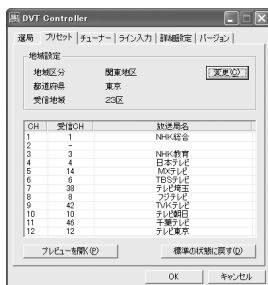 DVT Controller
選局 プリセット チューナー ライン入力 詳細設定 バージョン
地域設定
地域区分 関東地区 変更(C)
都道府県 東京
受信地域 23区
CH 受信CH 放送局名
1 1 NHK総合
2 -
3 3 NHK教育
4 4 日本テレビ
5 14 MXテレビ
6 6 TBSテレビ
7 38 テレビ埼玉
8 8 フジテレビ
9 42 TVKテレビ
10 10 テレビ朝日
11 46 千葉テレビ
12 12 テレビ東京
プレビューを開く(P) 標準の状態に戻す(D)
OK キャンセル